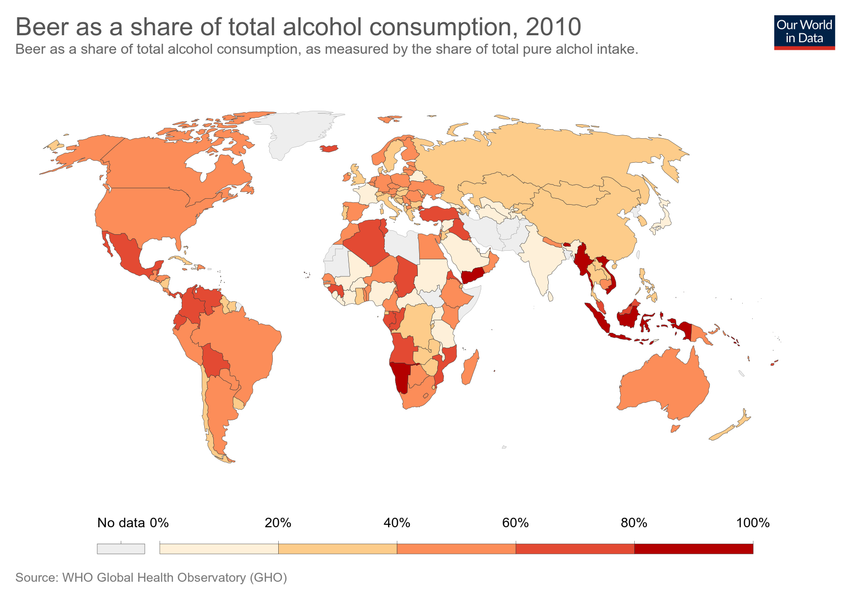 Beer as a share of total alcohol consumption, 2010
Beer as a share of total alcohol consumption, as measured by the share of total pure alchol intake.
Our World
in Data
No data 0% 20% 40% 60% 80% 100%
Source: WHO Global Health Observatory (GHO)